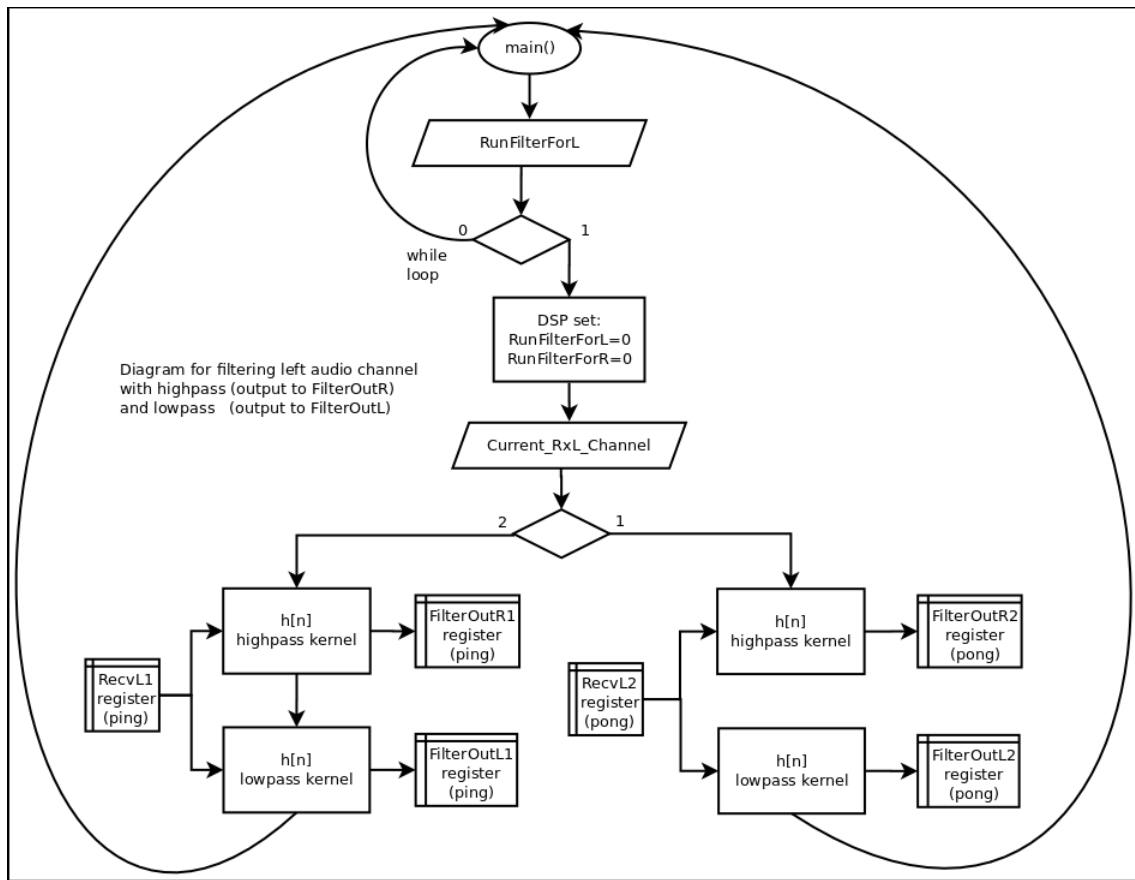 main()
RunFilterForL
0
1
while
loop
DSP set:
RunFilterForL=0
RunFilterForR=0
Diagram for filtering left audio channel
with highpass (output to FilterOutR)
and lowpass (output to FilterOutL)
Current_RxL_Channel
2
1
h[n]
highpass kernel
FilterOutR1
register
(ping)
RecvL1
register
(ping)
h[n]
lowpass kernel
FilterOutL1
register
(ping)
h[n]
highpass kernel
FilterOutR2
register
(pong)
RecvL2
register
(pong)
h[n]
lowpass kernel
FilterOutL2
register
(pong)